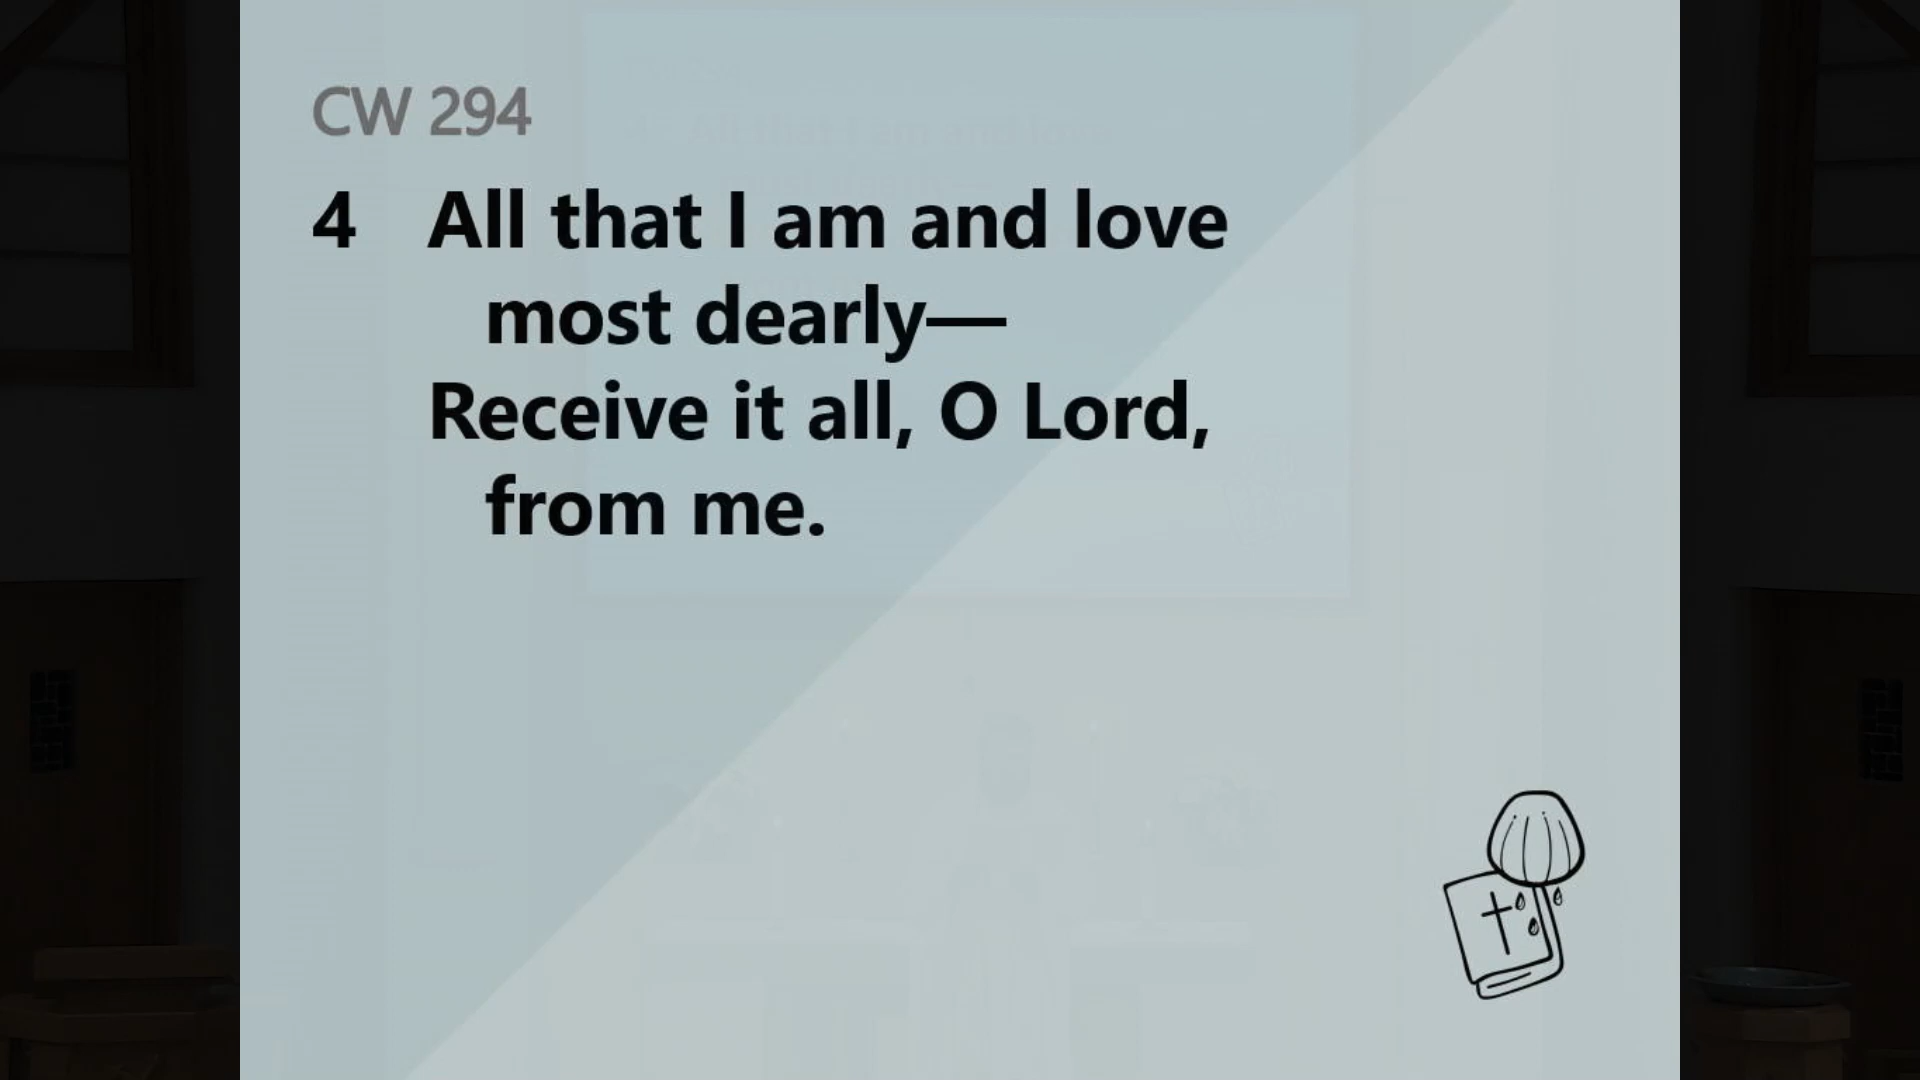 CW 294
4 All that I am and love
most dearly—
Receive it all, O Lord,
from me.